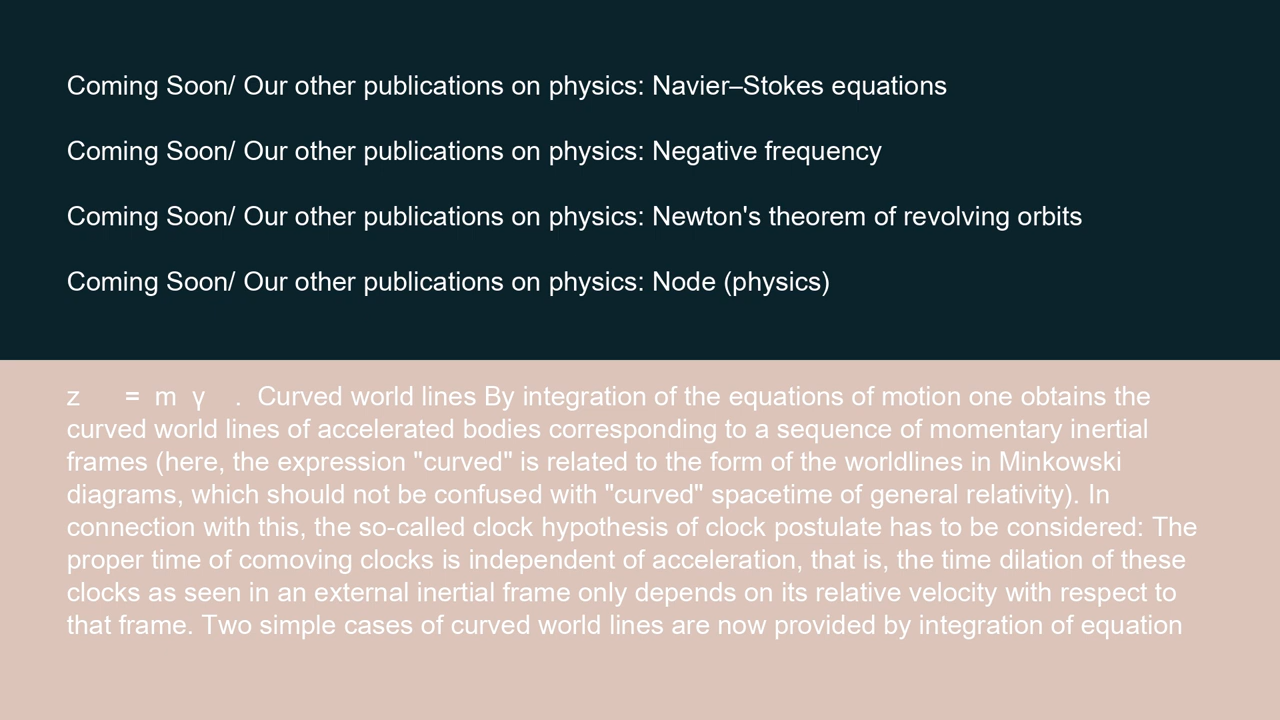 Coming Soon/ Our other publications on physics: Navier–Stokes equations
Coming Soon/ Our other publications on physics: Negative frequency
Coming Soon/ Our other publications on physics: Newton's theorem of revolving orbits
Coming Soon/ Our other publications on physics: Node (physics)
z = m γ . Curved world lines By integration of the equations of motion one obtains the
curved world lines of accelerated bodies corresponding to a sequence of momentary inertial
frames (here, the expression "curved" is related to the form of the worldlines in Minkowski
diagrams, which should not be confused with "curved" spacetime of general relativity). In
connection with this, the so-called clock hypothesis of clock postulate has to be considered: The
proper time of comoving clocks is independent of acceleration, that is, the time dilation of these
clocks as seen in an external inertial frame only depends on its relative velocity with respect to
that frame. Two simple cases of curved world lines are now provided by integration of equation